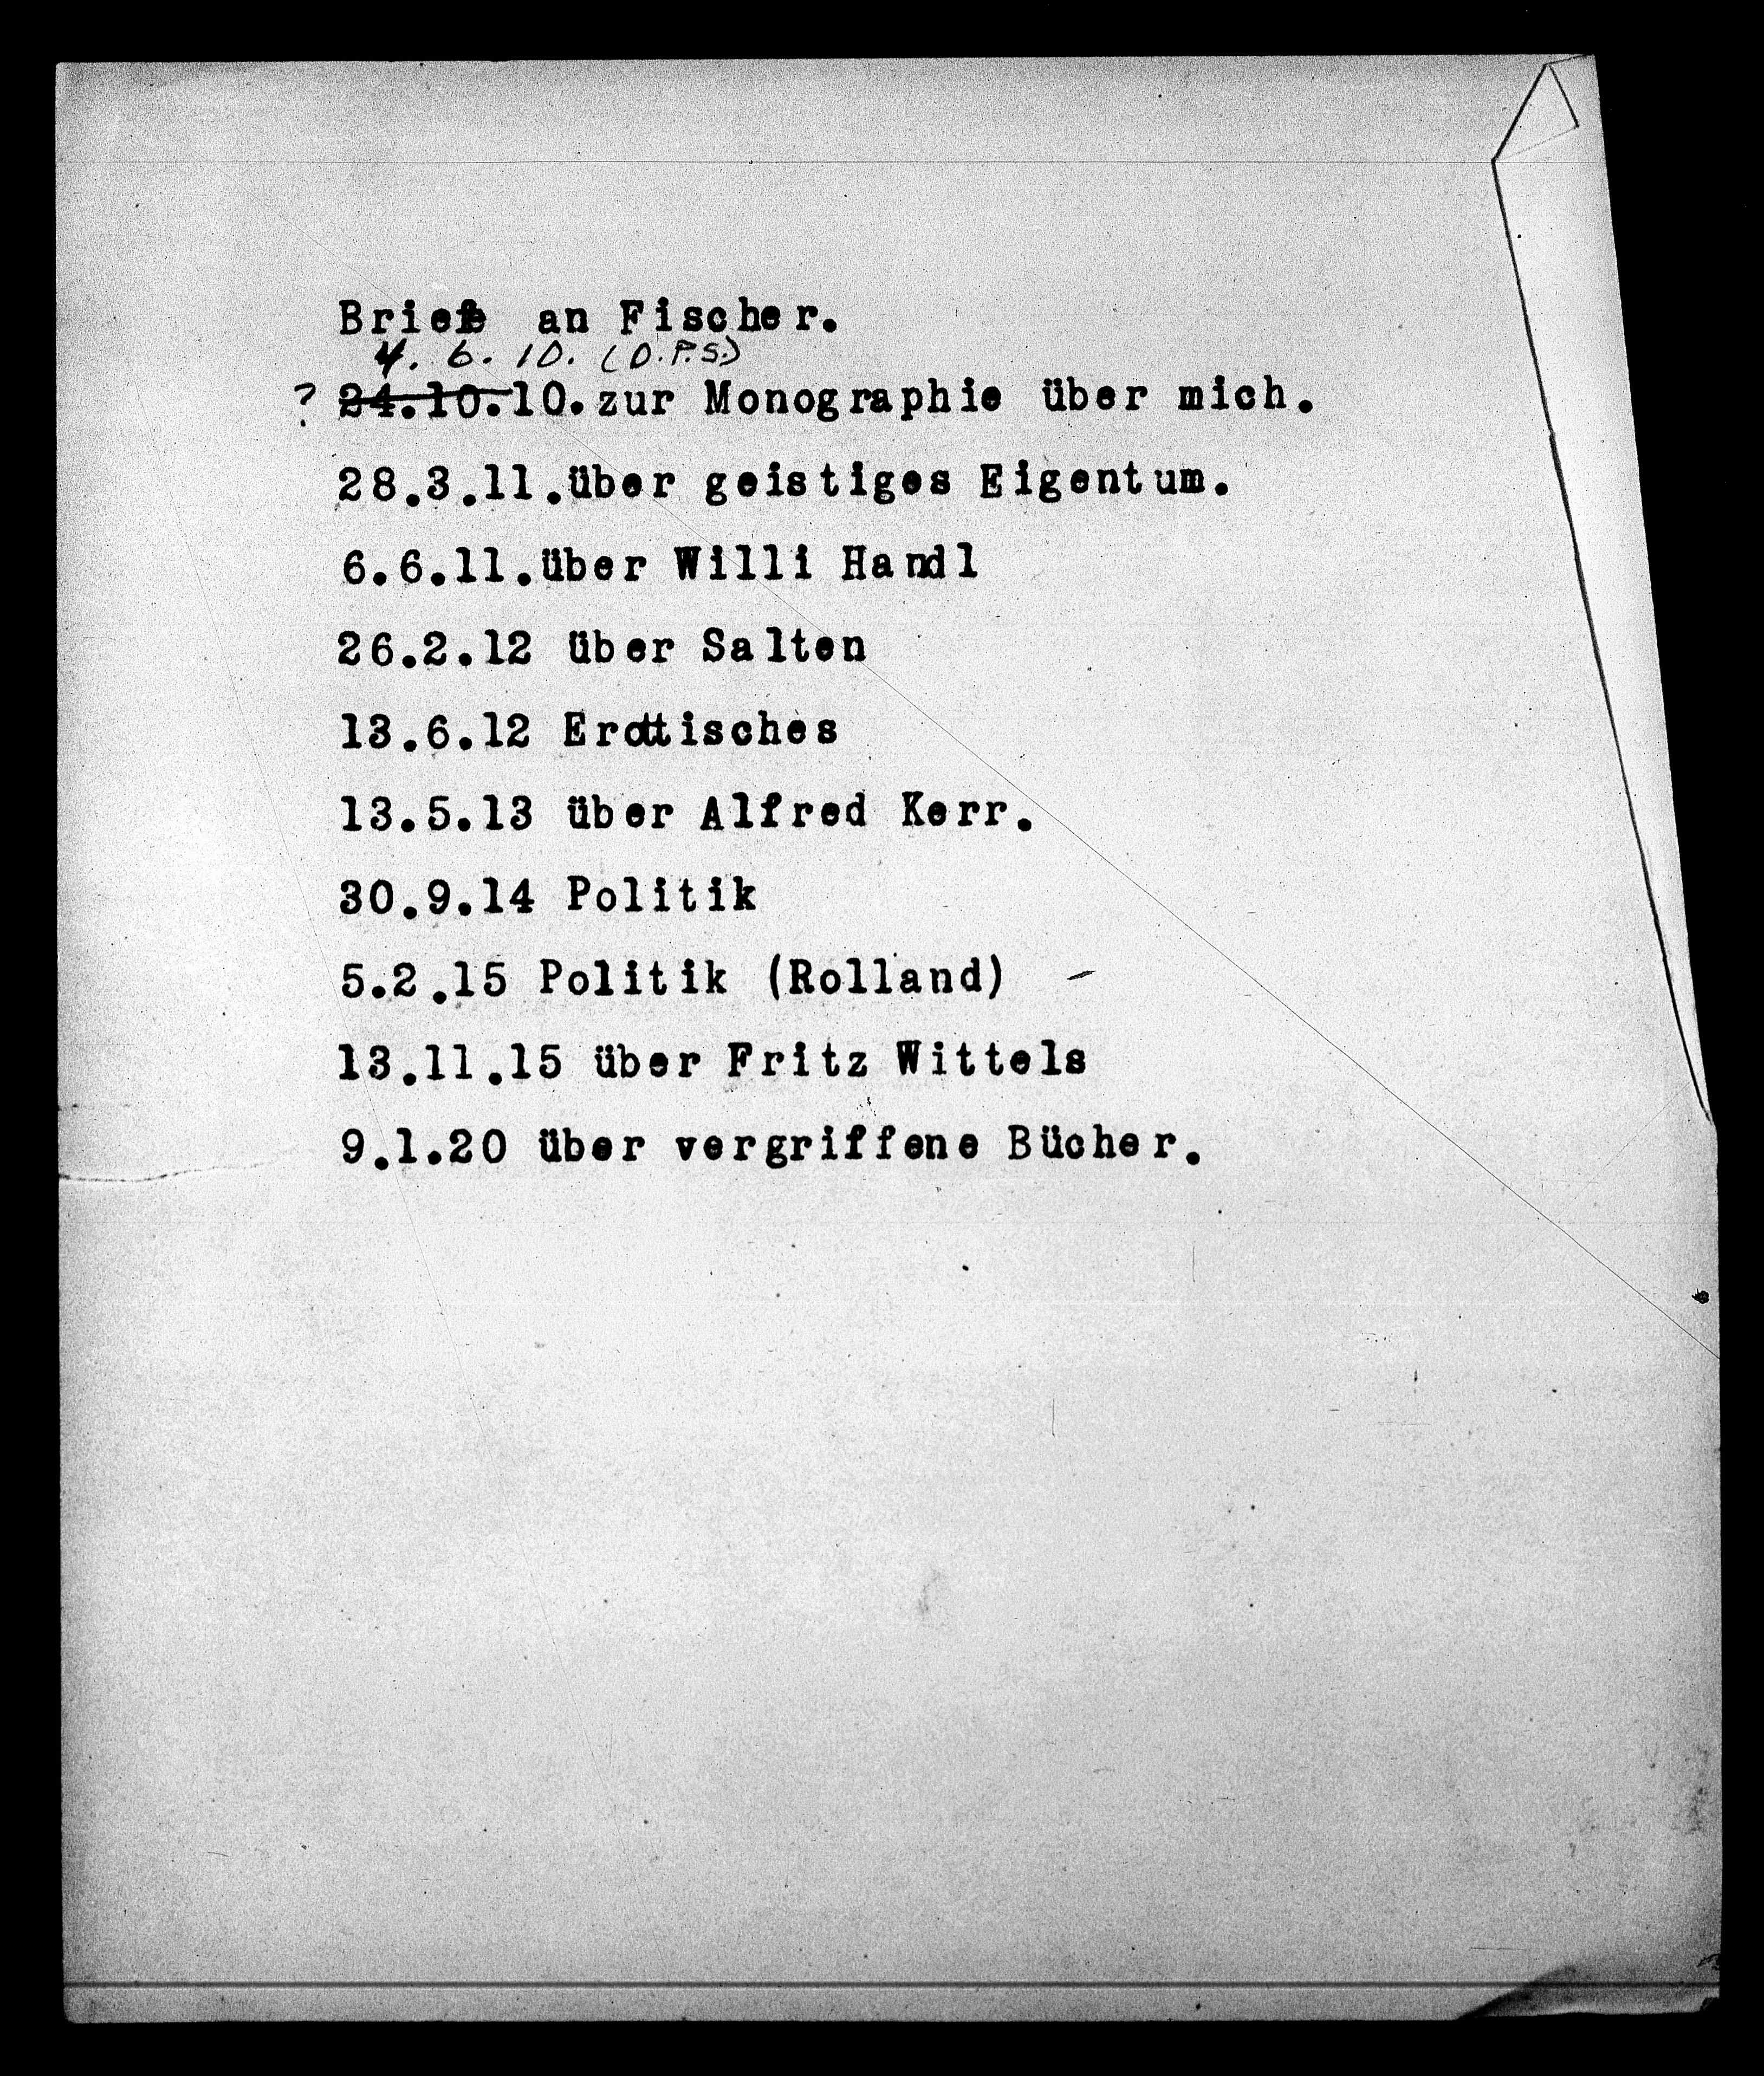 Briefe an Fischer.
4. 6. 10. (O.P.S.)
? 24.10.10. zur Monographie über mich.
28.3.11.über geistiges Eigentum.
6.6.11.über Willi Handl
26.2.12 über Salten
13.6.12 Erottisches
13.5.13 über Alfred Kerr.
30.9.14 Politik
5.2.15 Politik (Rolland)
13.11.15 über Fritz Wittels
9.1.20 über vergriffene Bücher.